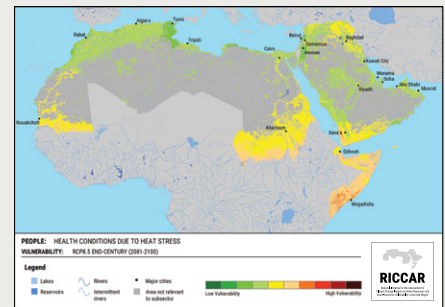 Algiers
Tunis
Rabat
Tripoli
Beirut
Damascus
Baghdad
Amman
Cairo
Kuwait City
Manama
Doha
Riyadh
Abu Dhabi
Muscat
Nouakchott
Khartoum
Sana'a
Djibouti
Mogadishu
PEOPLE: HEALTH CONDITIONS DUE TO HEAT STRESS
VULNERABILITY: RCP8.5 END-CENTURY (2081-2100)
Legend
Lakes
Rivers
Major cities
Reservoirs
Intermittent rivers
Area not relevant to subsector
Low Vulnerability
High Vulnerability
RICCAR